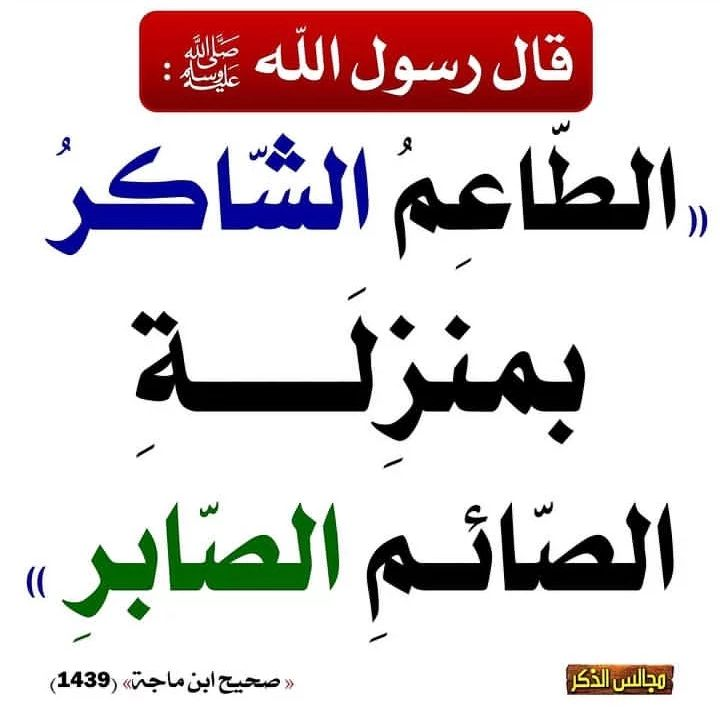 قال رسول الله ﷺ :
(( الطّاعِمُ الشّاكرُ
بمنزِلَـــةِ
الصّائـمِ الصّابرِ ))
« صحيح ابن ماجة» (1439)
مجالس الذكر